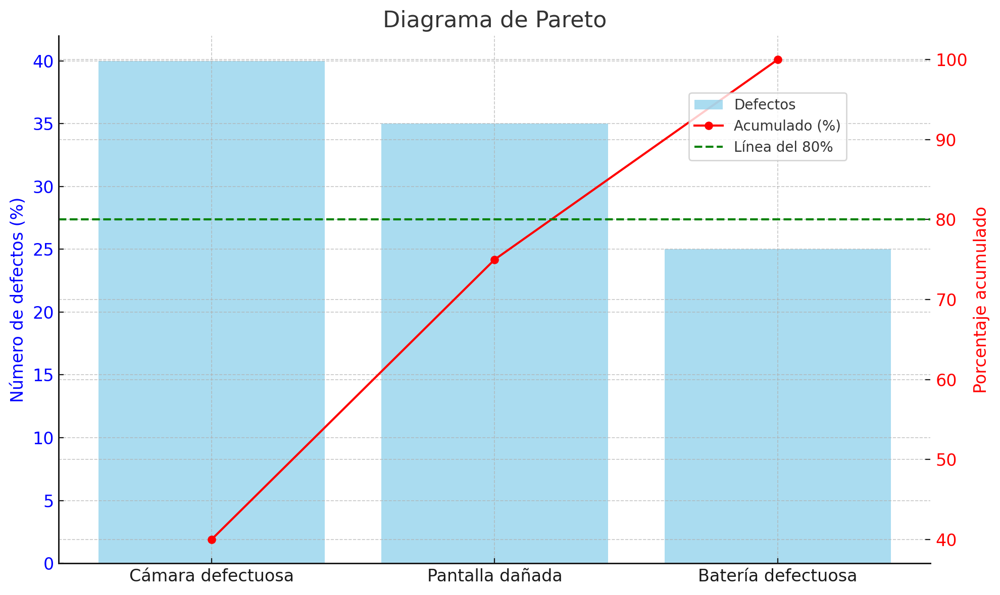 Diagrama de Pareto
Número de defectos (%)
40
35
30
25
20
15
10
5
0
Defectos
Acumulado (%)
Línea del 80%
100
90
80
70
60
50
40
Porcentaje acumulado
Cámara defectuosa
Pantalla dañada
Batería defectuosa